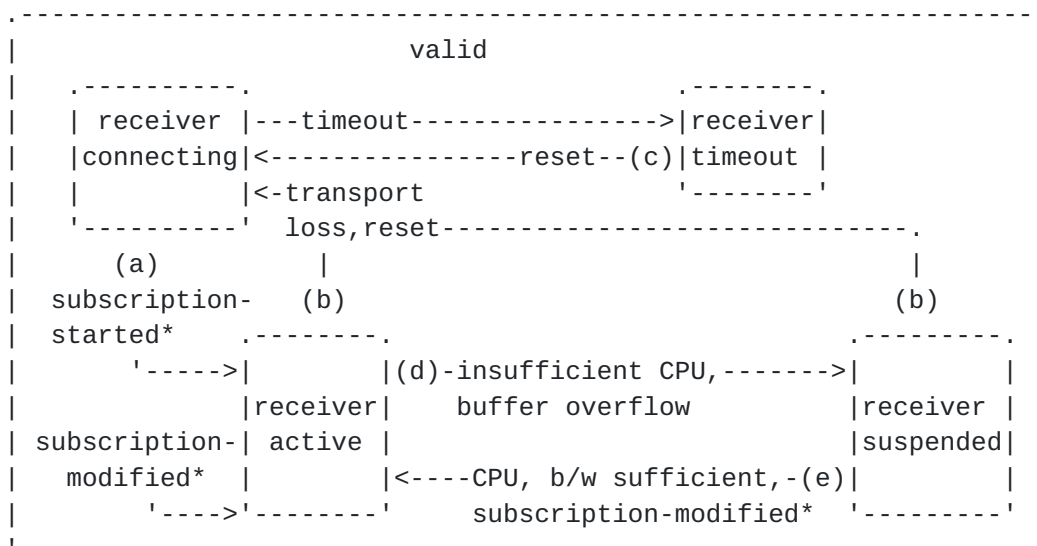 .-----------------------------------------------------------------
|                        valid
|   .----------.                           .--------.
|   | receiver |---timeout---------------->|receiver|
|   |connecting|<----------------reset--(c)|timeout |
|   |          |<-transport                '--------'
|   '----------'  loss,reset------------------------------.
|      (a)          |                                     |
|  subscription-   (b)                                   (b)
|  started*    .--------.                             .---------.
|       '----->|        |(d)-insufficient CPU,------->|         |
|              |receiver|    buffer overflow          |receiver |
| subscription-| active |                             |suspended|
|   modified*  |        |<----CPU, b/w sufficient,-(e)|         |
|        '---->'--------'     subscription-modified*  '---------'
'